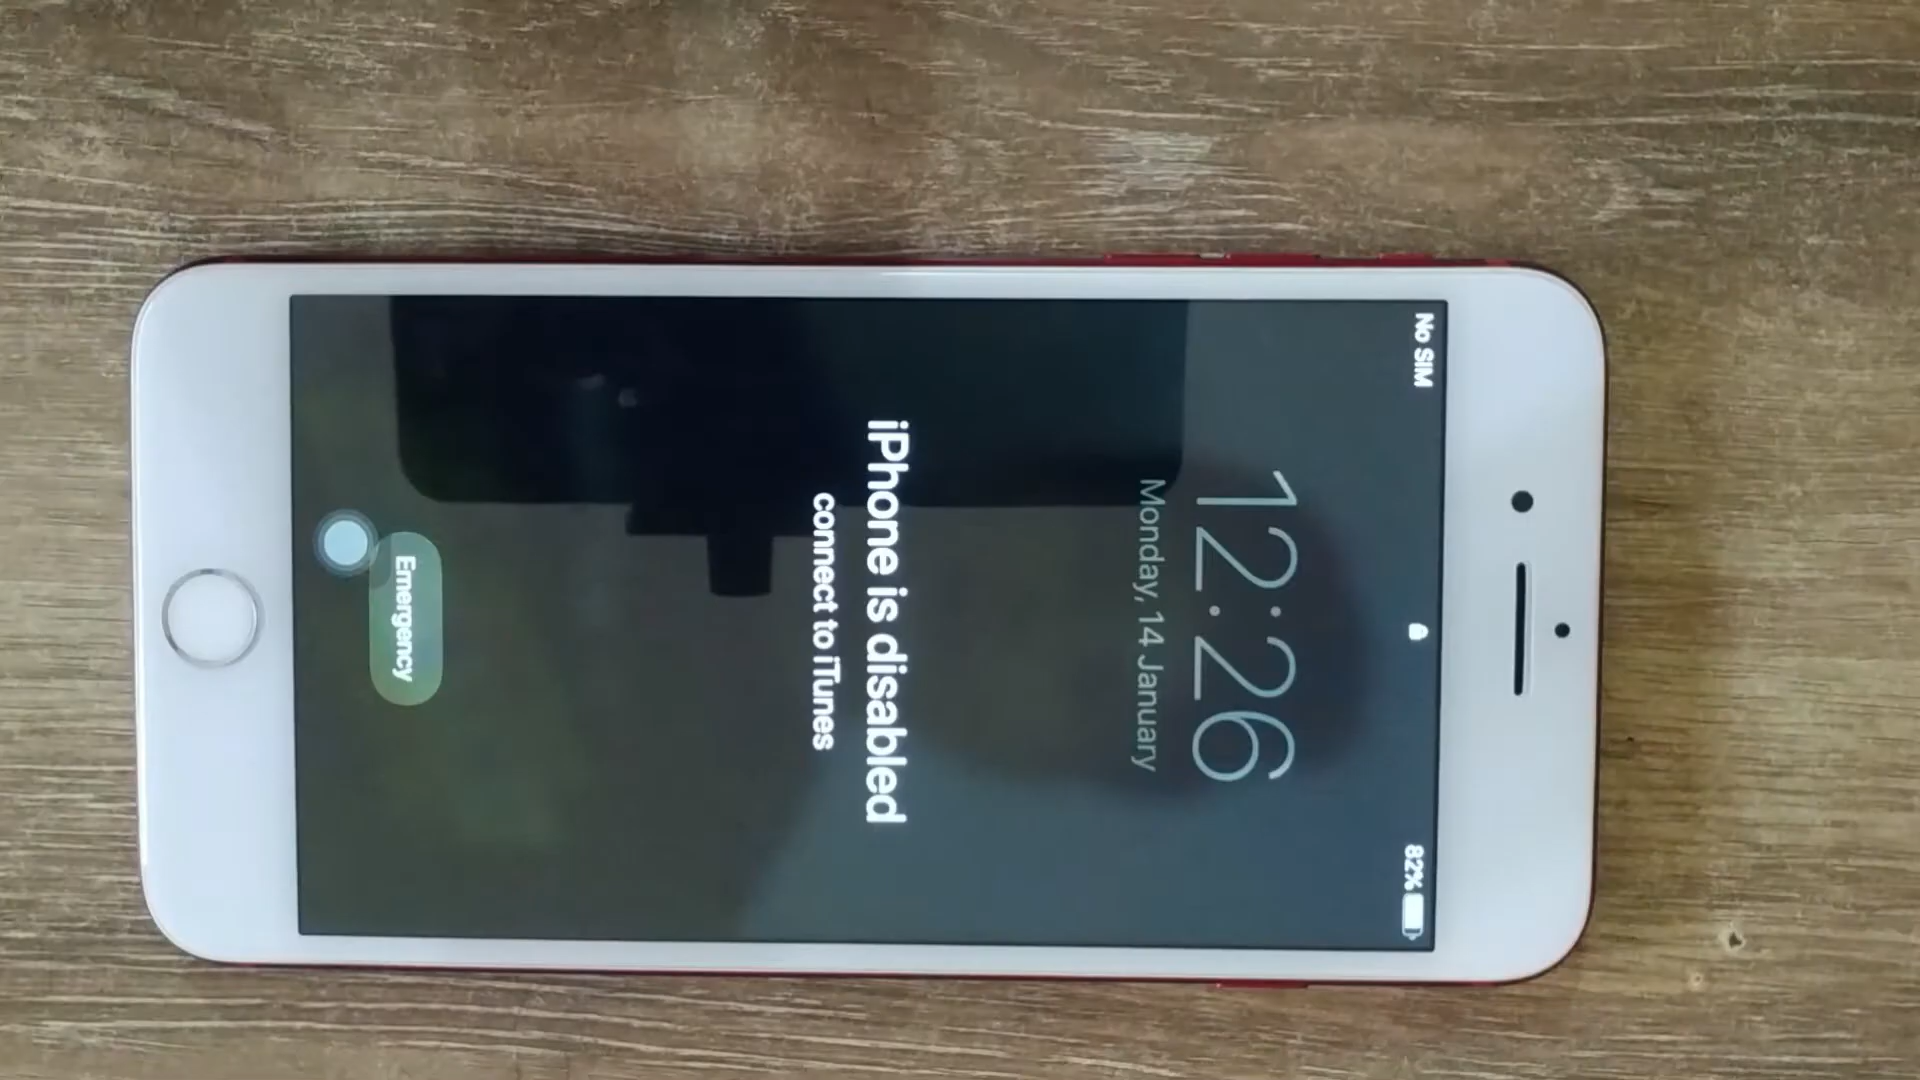 No SIM
82%
12:26
Monday, 14 January
iPhone is disabled
connect to iTunes
Emergency